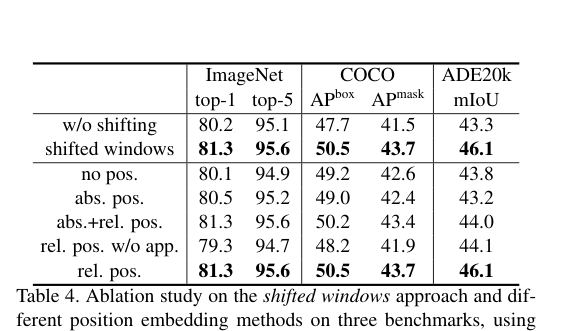 ImageNet COCO ADE20k
top-1 top-5 AP^box AP^mask mIoU
w/o shifting 80.2 95.1 47.7 41.5 43.3
shifted windows 81.3 95.6 50.5 43.7 46.1
no pos. 80.1 94.9 49.2 42.6 43.8
abs. pos. 80.5 95.2 49.0 42.4 43.2
abs.+rel. pos. 81.3 95.6 50.2 43.4 44.0
rel. pos. w/o app. 79.3 94.7 48.2 41.9 44.1
rel. pos. 81.3 95.6 50.5 43.7 46.1
Table 4. Ablation study on the shifted windows approach and dif-
ferent position embedding methods on three benchmarks, using